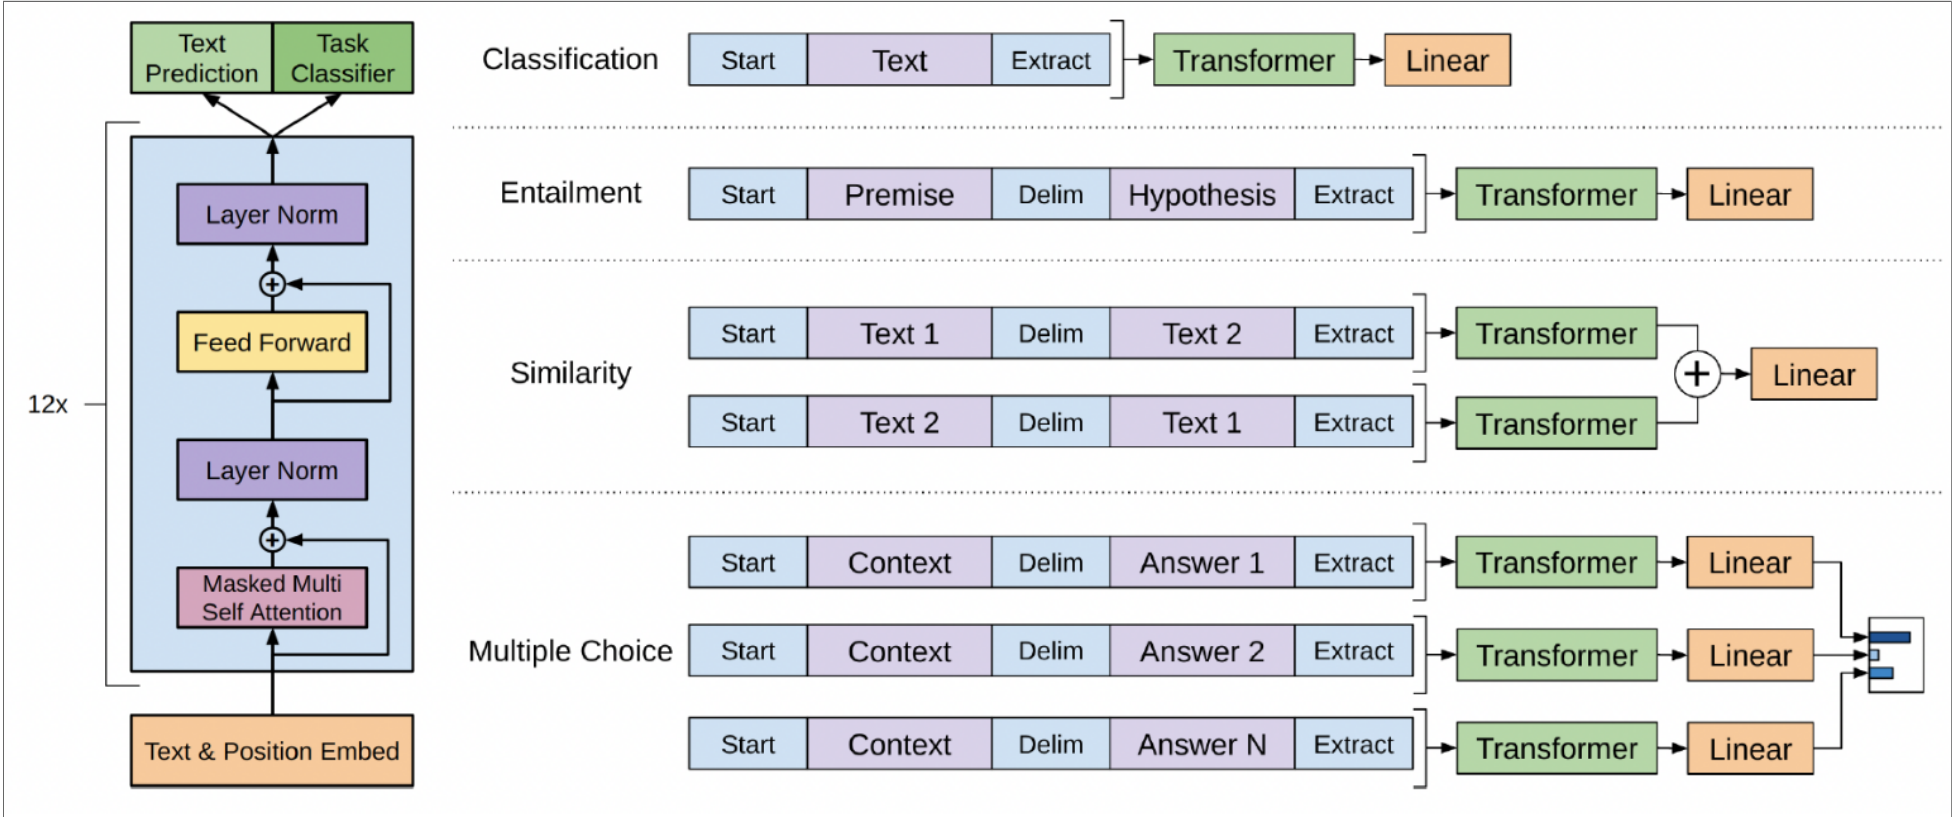 Text
Prediction
Task
Classifier
12x
Layer Norm
Feed Forward
Layer Norm
Masked Multi
Self Attention
Text & Position Embed
Classification
Start Text Extract Transformer Linear
Entailment
Start Premise Delim Hypothesis Extract Transformer Linear
Similarity
Start Text 1 Delim Text 2 Extract Transformer
Start Text 2 Delim Text 1 Extract Transformer
Linear
Multiple Choice
Start Context Delim Answer 1 Extract Transformer Linear
Start Context Delim Answer 2 Extract Transformer Linear
Start Context Delim Answer N Extract Transformer Linear